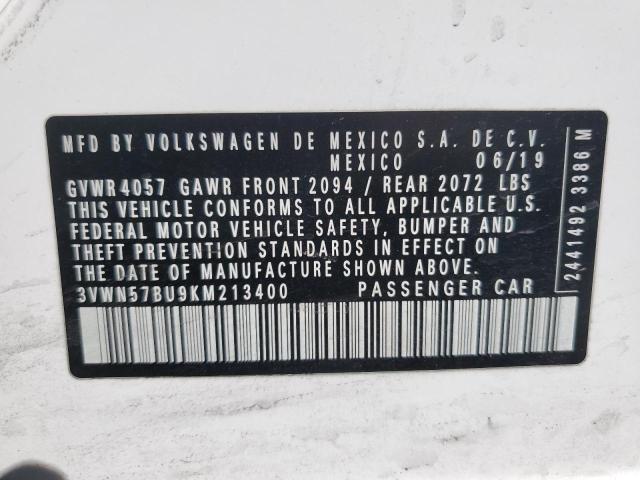 MFD BY VOLKSWAGEN DE MEXICO S.A. DE C.V.
MEXICO 06/19
GVWR 4057 GAWR FRONT 2094 / REAR 2072 LBS
THIS VEHICLE CONFORMS TO ALL APPLICABLE U.S.
FEDERAL MOTOR VEHICLE SAFETY, BUMPER AND
THEFT PREVENTION STANDARDS IN EFFECT ON
THE DATE OF MANUFACTURE SHOWN ABOVE.
3VWN57BU9KM213400 PASSENGER CAR
2441492 3386 M